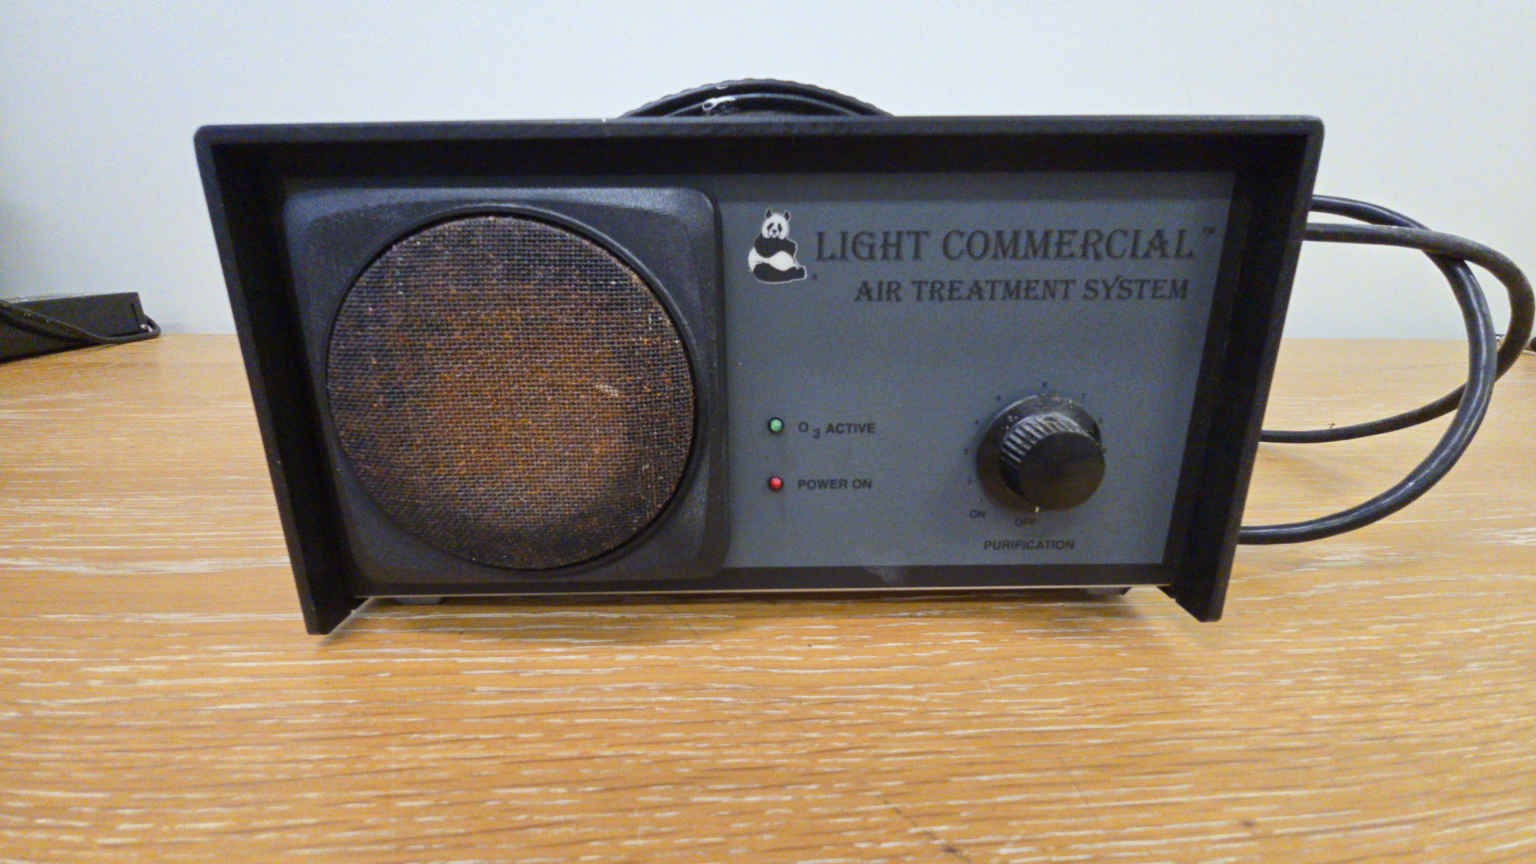 LIGHT COMMERCIAL™
AIR TREATMENT SYSTEM
O3 ACTIVE
POWER ON
ON
OFF
PURIFICATION